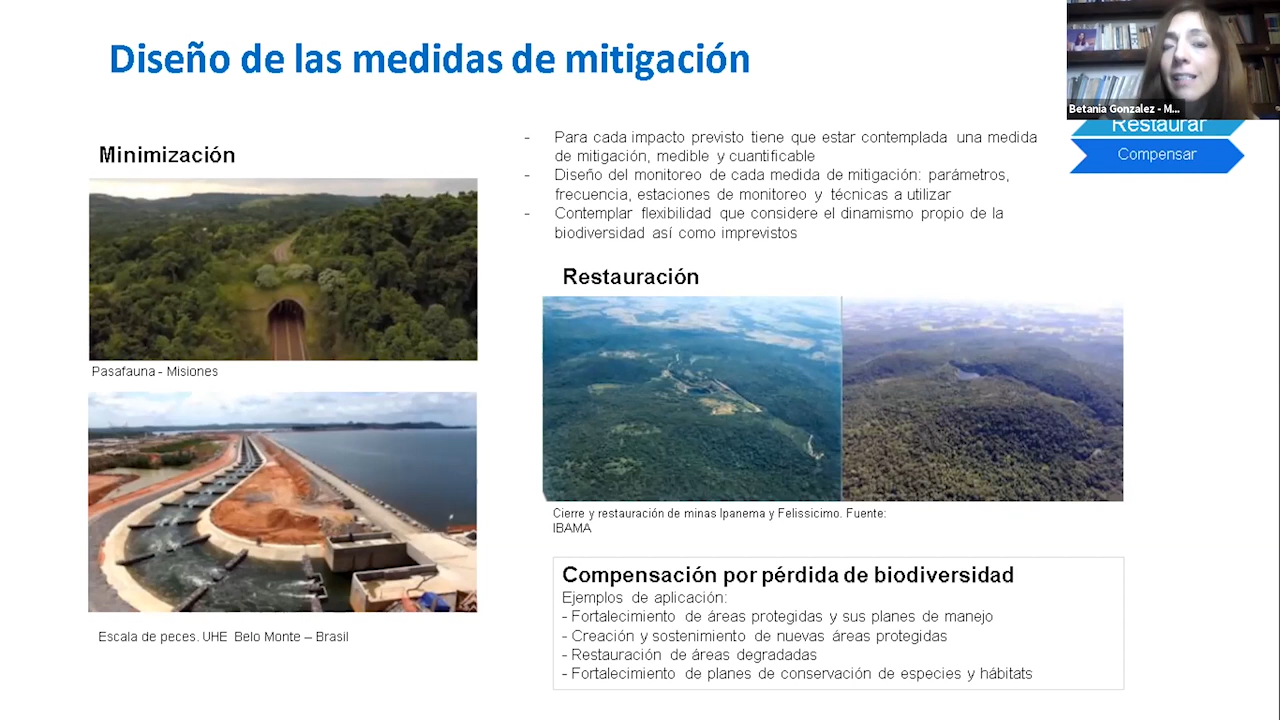 Diseño de las medidas de mitigación
Betania Gonzalez - M...
Restaurar
Compensar
Minimización
- Para cada impacto previsto tiene que estar contemplada una medida
de mitigación, medible y cuantificable
- Diseño del monitoreo de cada medida de mitigación: parámetros,
frecuencia, estaciones de monitoreo y técnicas a utilizar
- Contemplar flexibilidad que considere el dinamismo propio de la
biodiversidad así como imprevistos
Pasafauna - Misiones
Escala de peces. UHE Belo Monte – Brasil
Restauración
Cierre y restauración de minas Ipanema y Felissicimo. Fuente:
IBAMA
Compensación por pérdida de biodiversidad
Ejemplos de aplicación:
- Fortalecimiento de áreas protegidas y sus planes de manejo
- Creación y sostenimiento de nuevas áreas protegidas
- Restauración de áreas degradadas
- Fortalecimiento de planes de conservación de especies y hábitats